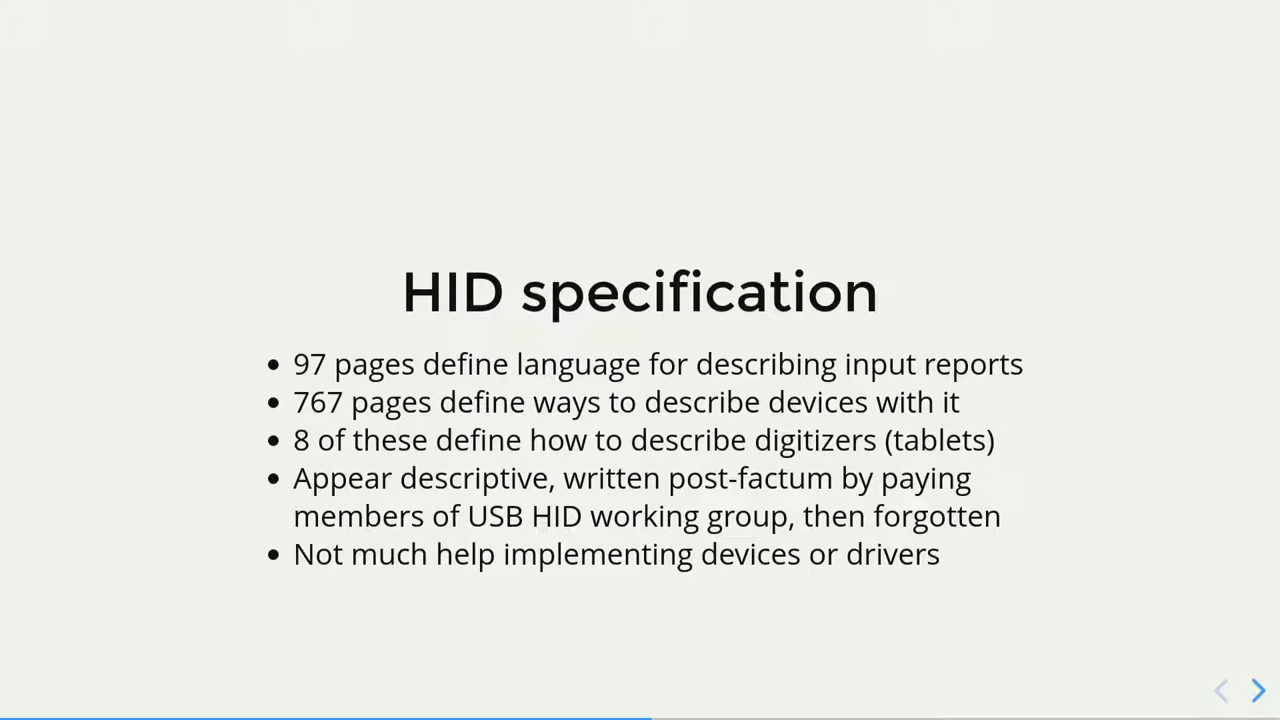 HID specification
• 97 pages define language for describing input reports
• 767 pages define ways to describe devices with it
• 8 of these define how to describe digitizers (tablets)
• Appear descriptive, written post-factum by paying
members of USB HID working group, then forgotten
• Not much help implementing devices or drivers